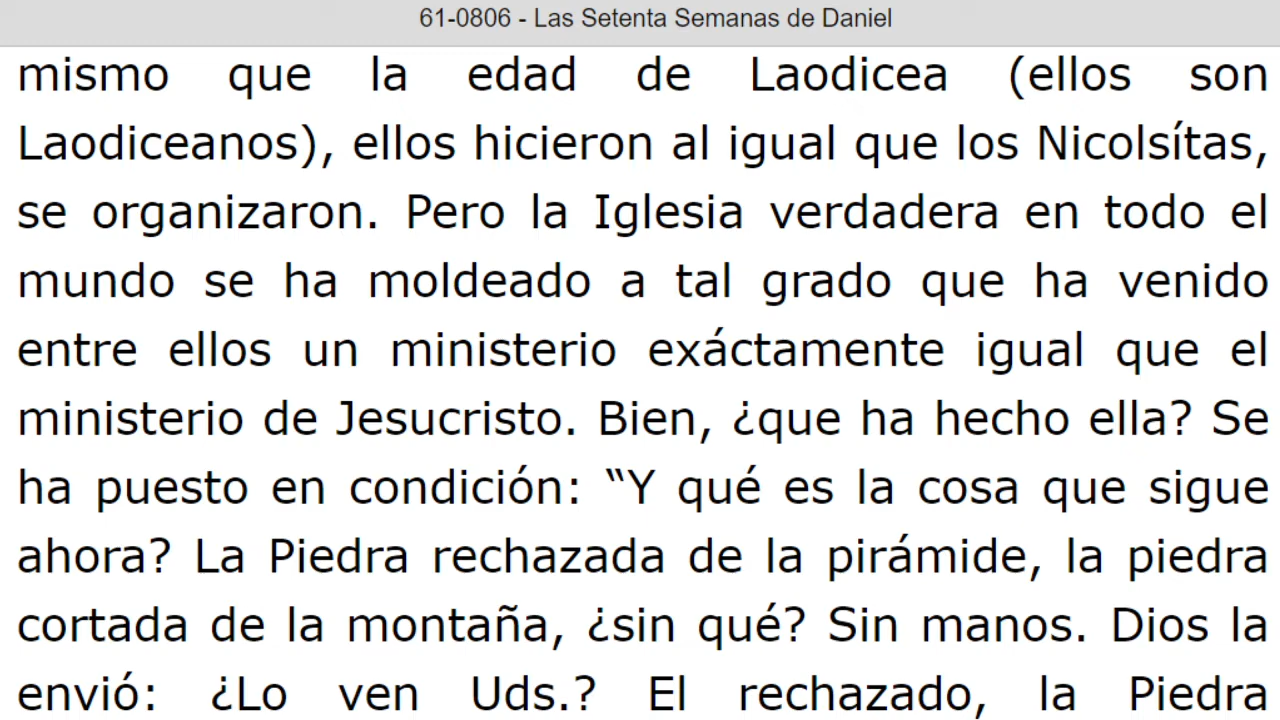 61-0806 - Las Setenta Semanas de Daniel
mismo que la edad de Laodicea (ellos son
Laodiceanos), ellos hicieron al igual que los Nicolsítas,
se organizaron. Pero la Iglesia verdadera en todo el
mundo se ha moldeado a tal grado que ha venido
entre ellos un ministerio exáctamente igual que el
ministerio de Jesucristo. Bien, ¿que ha hecho ella? Se
ha puesto en condición: “Y qué es la cosa que sigue
ahora? La Piedra rechazada de la pirámide, la piedra
cortada de la montaña, ¿sin qué? Sin manos. Dios la
envió: ¿Lo ven Uds.? El rechazado, la Piedra